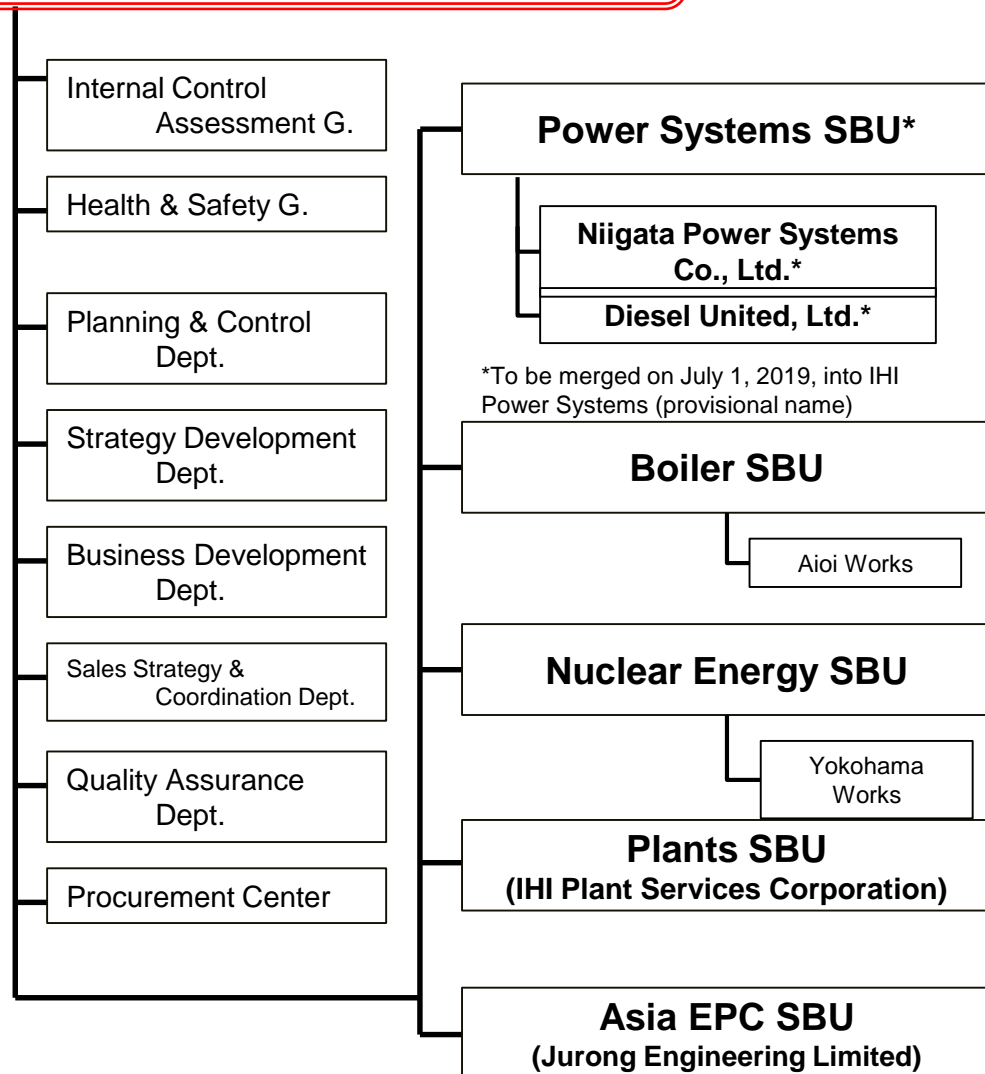 Internal Control
Assessment G.
Health & Safety G.
Planning & Control
Dept.
Strategy Development
Dept.
Business Development
Dept.
Sales Strategy &
Coordination Dept.
Quality Assurance
Dept.
Procurement Center
Power Systems SBU*
Niigata Power Systems
Co., Ltd.*
Diesel United, Ltd.*
*To be merged on July 1, 2019, into IHI
Power Systems (provisional name)
Boiler SBU
Aioi Works
Nuclear Energy SBU
Yokohama
Works
Plants SBU
(IHI Plant Services Corporation)
Asia EPC SBU
(Jurong Engineering Limited)